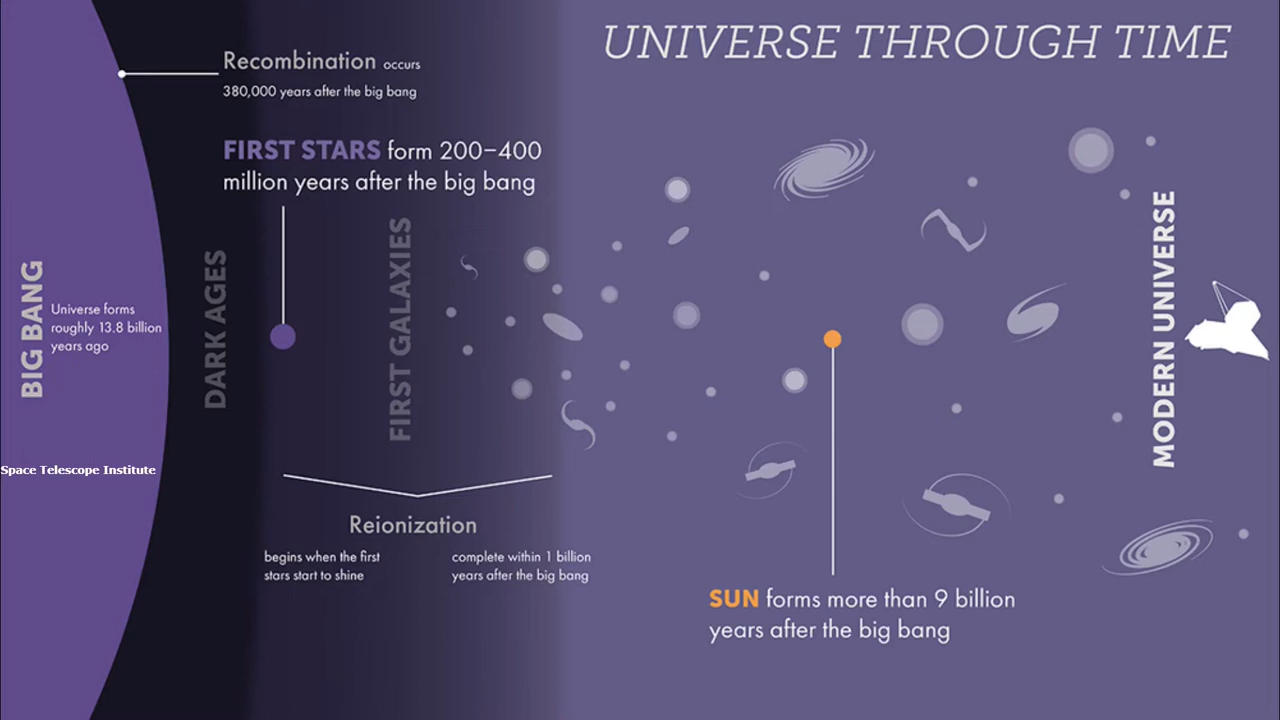 UNIVERSE THROUGH TIME
Recombination occurs
380,000 years after the big bang
FIRST STARS form 200–400
million years after the big bang
BIG BANG
Universe forms
roughly 13.8 billion
years ago
DARK AGES
FIRST GALAXIES
MODERN UNIVERSE
Space Telescope Institute
Reionization
begins when the first
stars start to shine
complete within 1 billion
years after the big bang
SUN forms more than 9 billion
years after the big bang